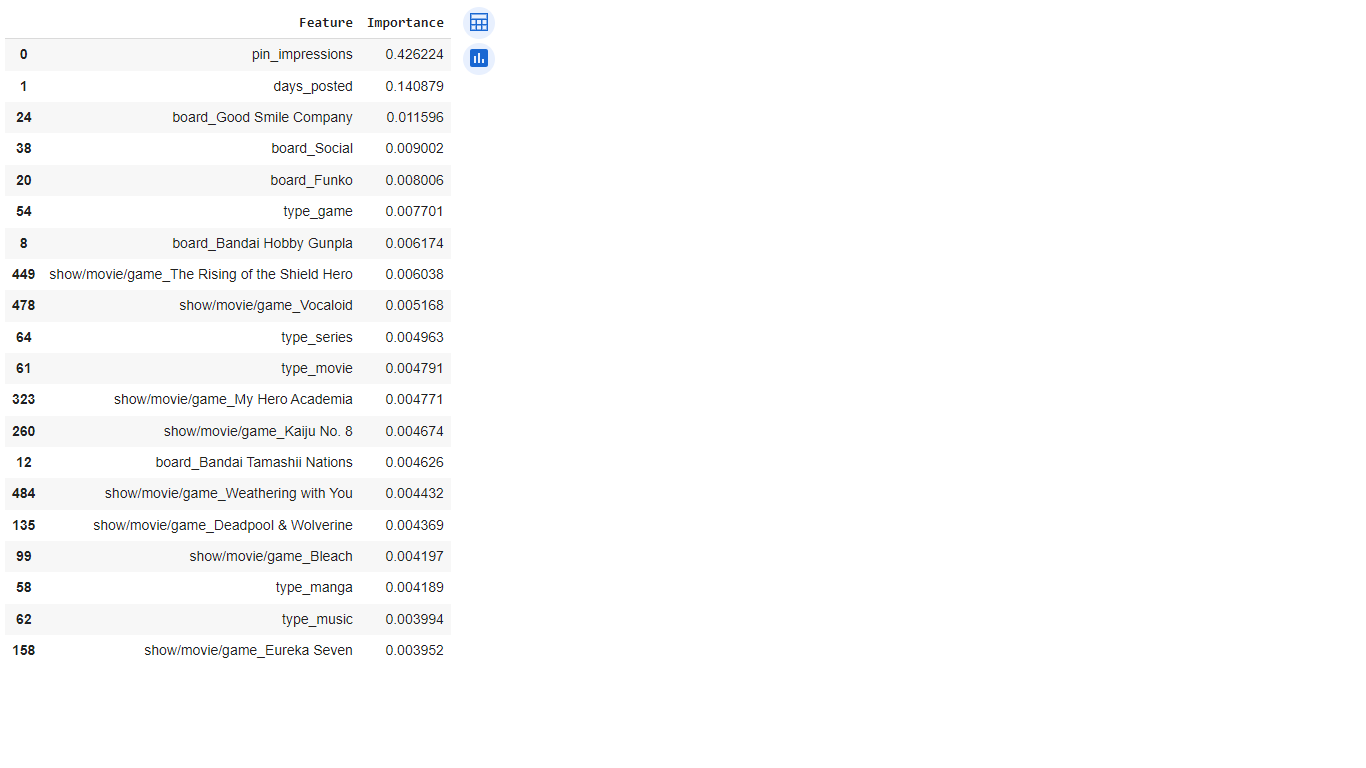 Feature Importance
0 pin_impressions 0.426224
1 days_posted 0.140879
24 board_Good Smile Company 0.011596
38 board_Social 0.009002
20 board_Funko 0.008006
54 type_game 0.007701
8 board_Bandai Hobby Gunpla 0.006174
449 show/movie/game_The Rising of the Shield Hero 0.006038
478 show/movie/game_Vocaloid 0.005168
64 type_series 0.004963
61 type_movie 0.004791
323 show/movie/game_My Hero Academia 0.004771
260 show/movie/game_Kaiju No. 8 0.004674
12 board_Bandai Tamashii Nations 0.004626
484 show/movie/game_Weathering with You 0.004432
135 show/movie/game_Deadpool & Wolverine 0.004369
99 show/movie/game_Bleach 0.004197
58 type_manga 0.004189
62 type_music 0.003994
158 show/movie/game_Eureka Seven 0.003952